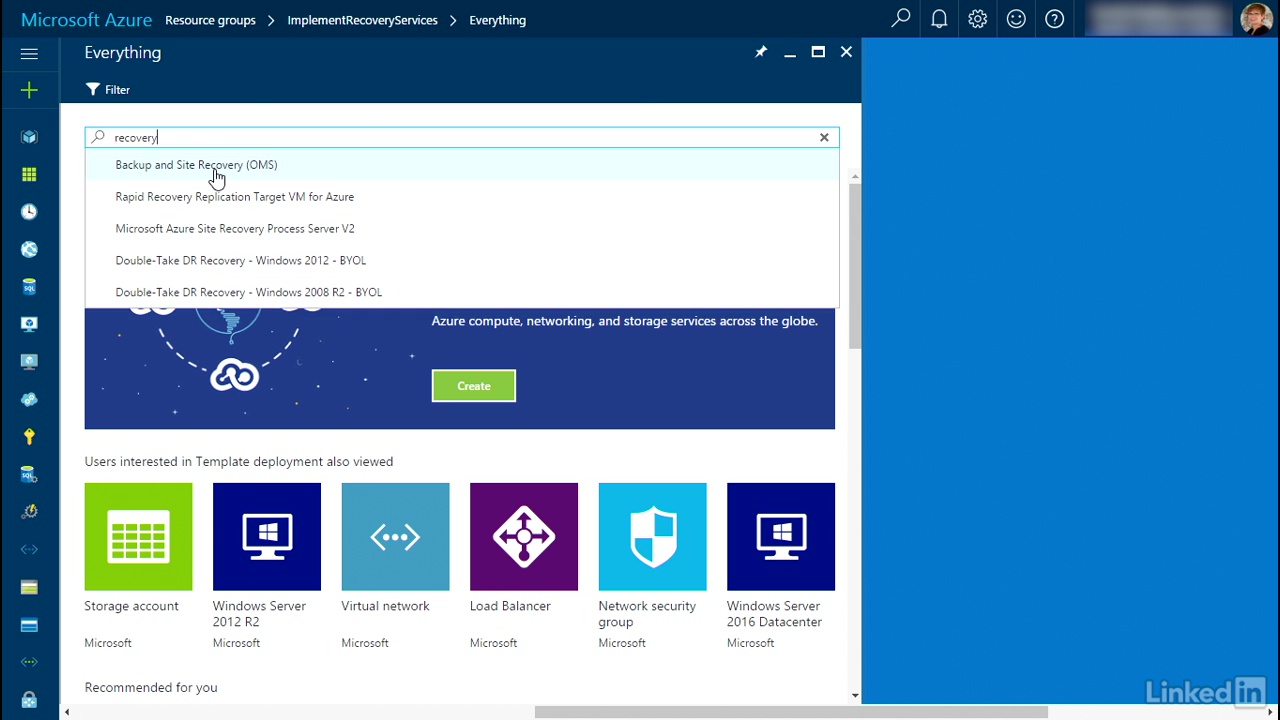 Microsoft Azure Resource groups > ImplementRecoveryServices > Everything
Everything
Filter
recovery
Backup and Site Recovery (OMS)
Rapid Recovery Replication Target VM for Azure
Microsoft Azure Site Recovery Process Server V2
Double-Take DR Recovery - Windows 2012 - BYOL
Double-Take DR Recovery - Windows 2008 R2 - BYOL
Azure compute, networking, and storage services across the globe.
Create
Users interested in Template deployment also viewed
Storage account
Microsoft
Windows Server
2012 R2
Microsoft
Virtual network
Microsoft
Load Balancer
Microsoft
Network security
group
Microsoft
Windows Server
2016 Datacenter
Microsoft
Recommended for you
SQL
SQL
LinkedIn